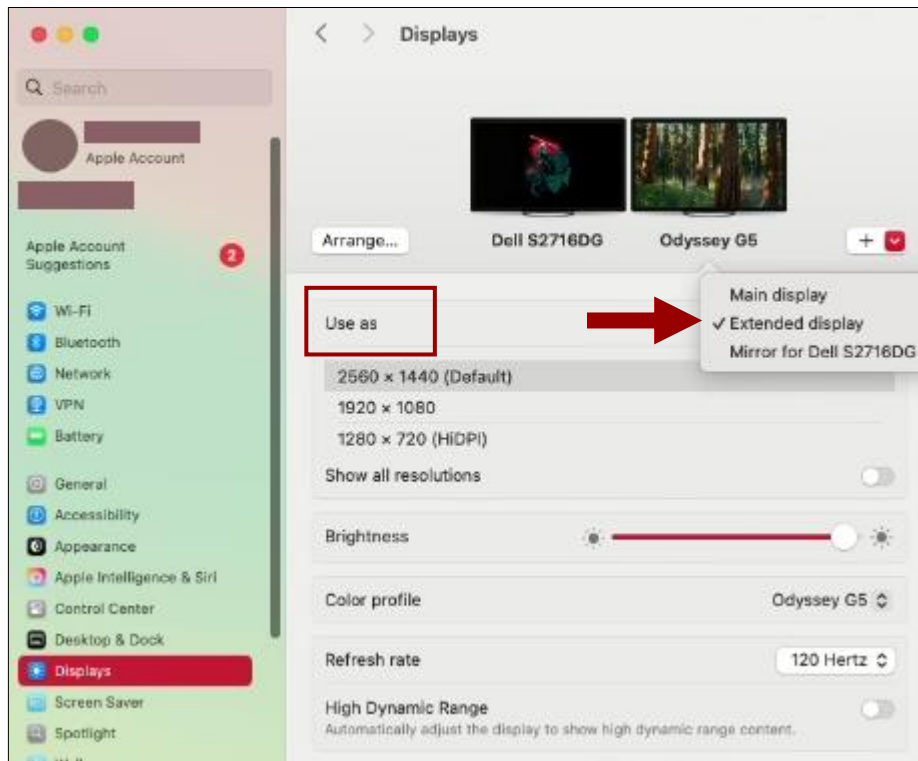 Search
Apple Account
Apple Account
Suggestions
2
Wi-Fi
Bluetooth
Network
VPN
Battery
General
Accessibility
Appearance
Apple Intelligence & Siri
Control Center
Desktop & Dock
Displays
Screen Saver
Spotlight
Displays
Arrange...
Dell S2716DG
Odyssey G5
+
Use as
Main display
✓ Extended display
Mirror for Dell S2716DG
2560 × 1440 (Default)
1920 × 1080
1280 × 720 (HiDPI)
Show all resolutions
Brightness
Color profile
Odyssey G5
Refresh rate
120 Hertz
High Dynamic Range
Automatically adjust the display to show high dynamic range content.